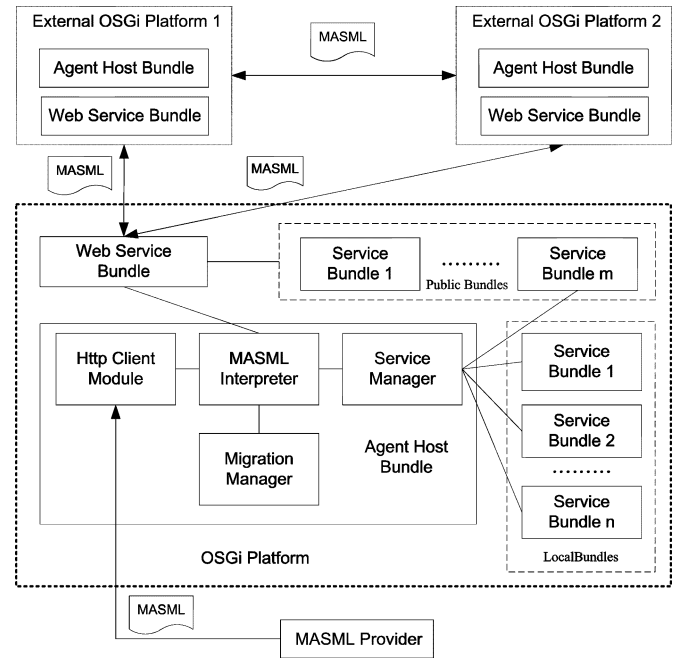 External OSGi Platform 1
Agent Host Bundle
Web Service Bundle
MASML
External OSGi Platform 2
Agent Host Bundle
Web Service Bundle
MASML
MASML
Web Service
Bundle
Service
Bundle 1
.........
Service
Bundle m
Public Bundles
Http Client
Module
MASML
Interpreter
Service
Manager
Migration
Manager
Agent Host
Bundle
Service
Bundle 1
Service
Bundle 2
.........
Service
Bundle n
LocalBundles
OSGi Platform
MASML
MASML Provider